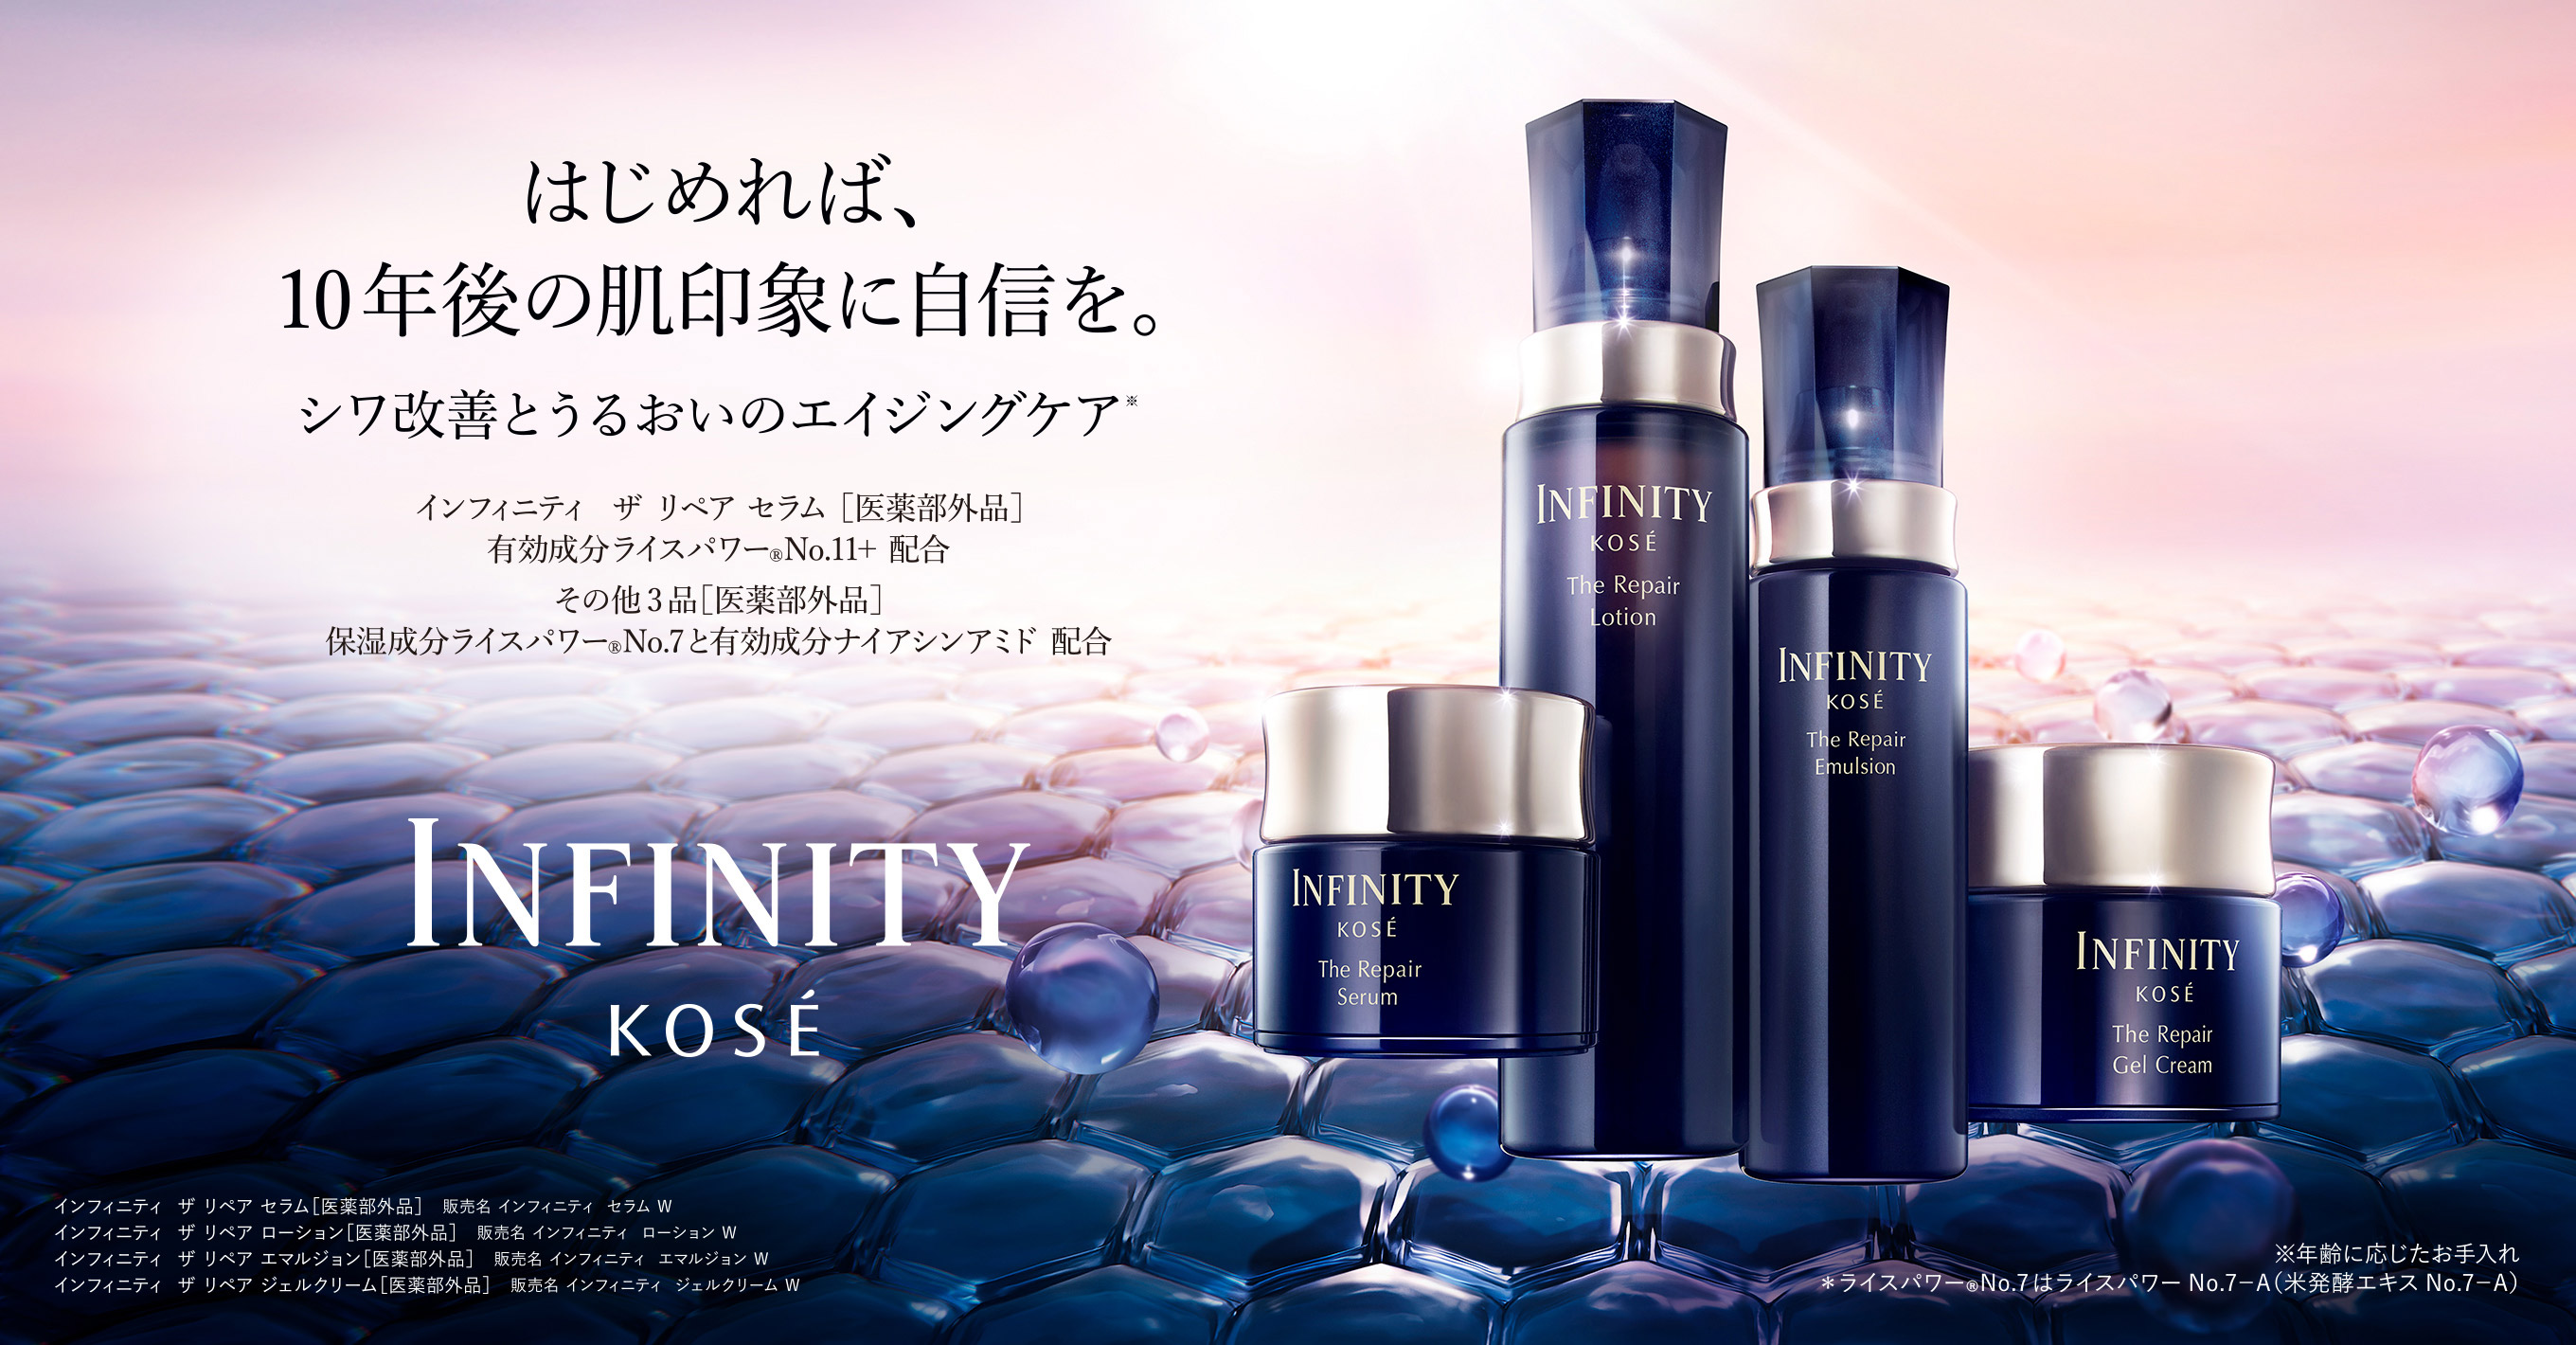 はじめれば、
10年後の肌印象に自信を。
シワ改善とうるおいのエイジングケア※
インフィニティ ザ リペア セラム［医薬部外品］
有効成分ライスパワー®No.11+ 配合
その他3品［医薬部外品］
保湿成分ライスパワー®No.7と有効成分ナイアシンアミド 配合
INFINITY
KOSÉ
INFINITY
KOSÉ
The Repair
Serum
INFINITY
KOSÉ
The Repair
Lotion
INFINITY
KOSÉ
The Repair
Emulsion
INFINITY
KOSÉ
The Repair
Gel Cream
インフィニティ ザ リペア セラム［医薬部外品］ 販売名 インフィニティ セラム W
インフィニティ ザ リペア ローション［医薬部外品］ 販売名 インフィニティ ローション W
インフィニティ ザ リペア エマルジョン［医薬部外品］ 販売名 インフィニティ エマルジョン W
インフィニティ ザ リペア ジェルクリーム［医薬部外品］ 販売名 インフィニティ ジェルクリーム W
※年齢に応じたお手入れ
＊ライスパワー®No.7はライスパワー No.7−A（米発酵エキス No.7−A）